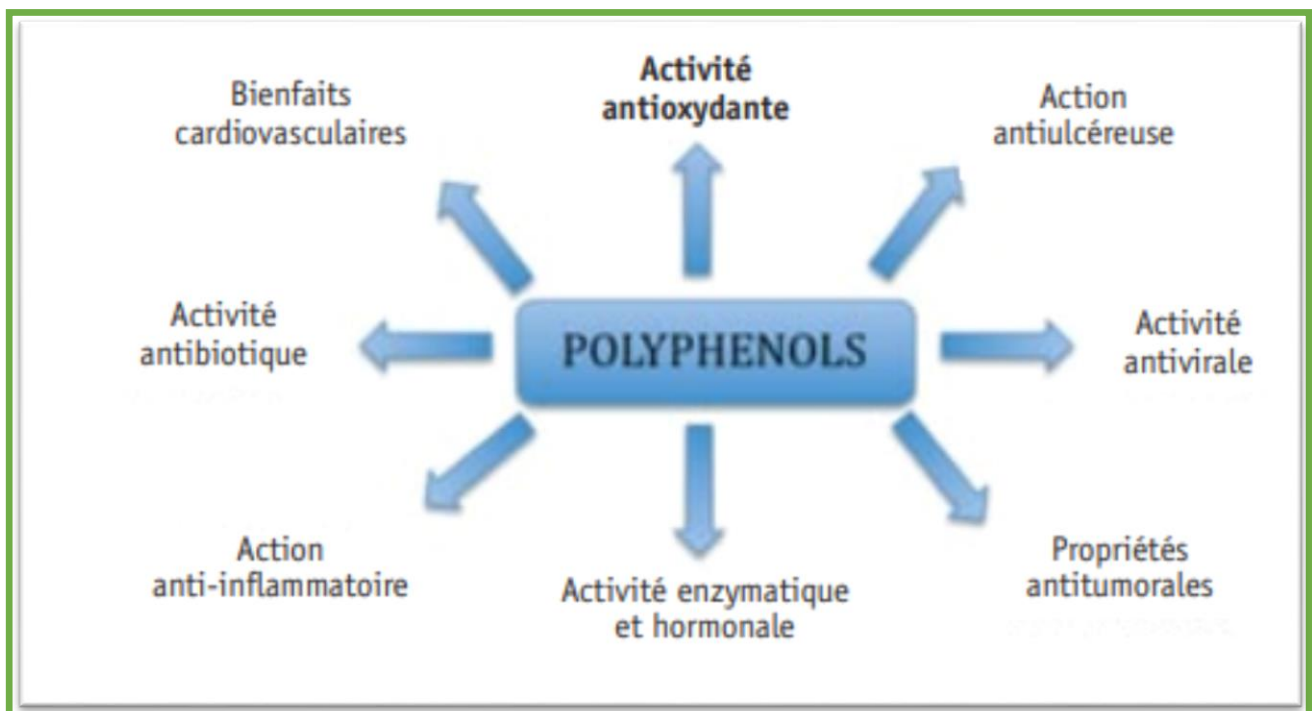 Activité
antioxydante
Bienfaits
cardiovasculaires
Action
antiulcéreuse
Activité
antibiotique
POLYPHENOLS
Activité
antivirale
Action
anti-inflammatoire
Activité enzymatique
et hormonale
Propriétés
antitumorales